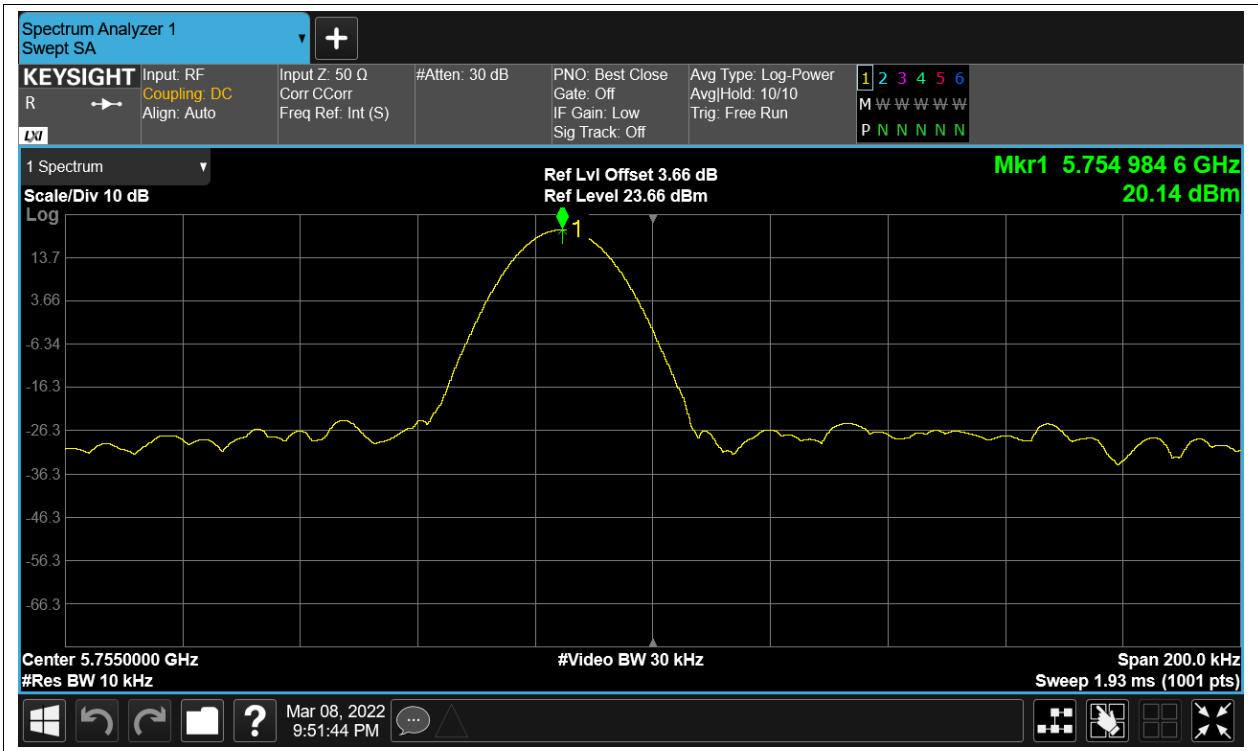 Spectrum Analyzer 1
Swept SA
KEYSIGHT
R
LXI
Input: RF
Coupling: DC
Align: Auto
Input Z: 50 Ω
Corr CCorr
Freq Ref: Int (S)
#Atten: 30 dB
PNO: Best Close
Gate: Off
IF Gain: Low
Sig Track: Off
Avg Type: Log-Power
Avg|Hold: 10/10
Trig: Free Run
1 2 3 4 5 6
M W W W W W
P N N N N N
1 Spectrum
Scale/Div 10 dB
Ref Lvl Offset 3.66 dB
Ref Level 23.66 dBm
Mkr1 5.754 984 6 GHz
20.14 dBm
Log
1
13.7
3.66
-6.34
-16.3
-26.3
-36.3
-46.3
-56.3
-66.3
Center 5.7550000 GHz
#Video BW 30 kHz
Span 200.0 kHz
#Res BW 10 kHz
Sweep 1.93 ms (1001 pts)
?
Mar 08, 2022
9:51:44 PM